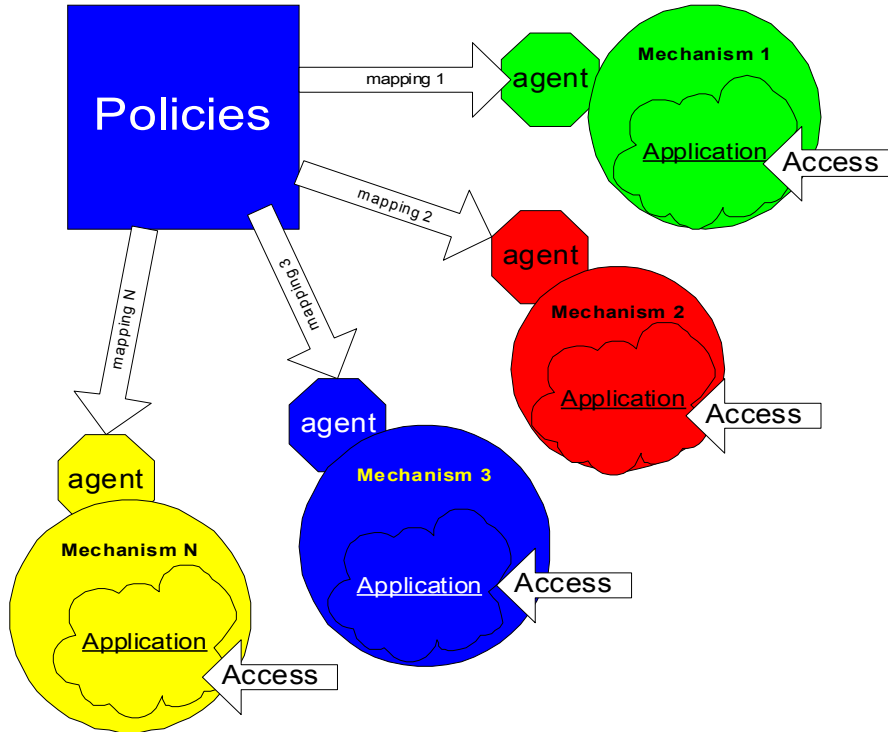 Policies
mapping 1
agent
Mechanism 1
Application
Access
mapping 2
agent
Mechanism 2
Application
Access
mapping 3
agent
Mechanism 3
Application
Access
mapping N
agent
Mechanism N
Application
Access